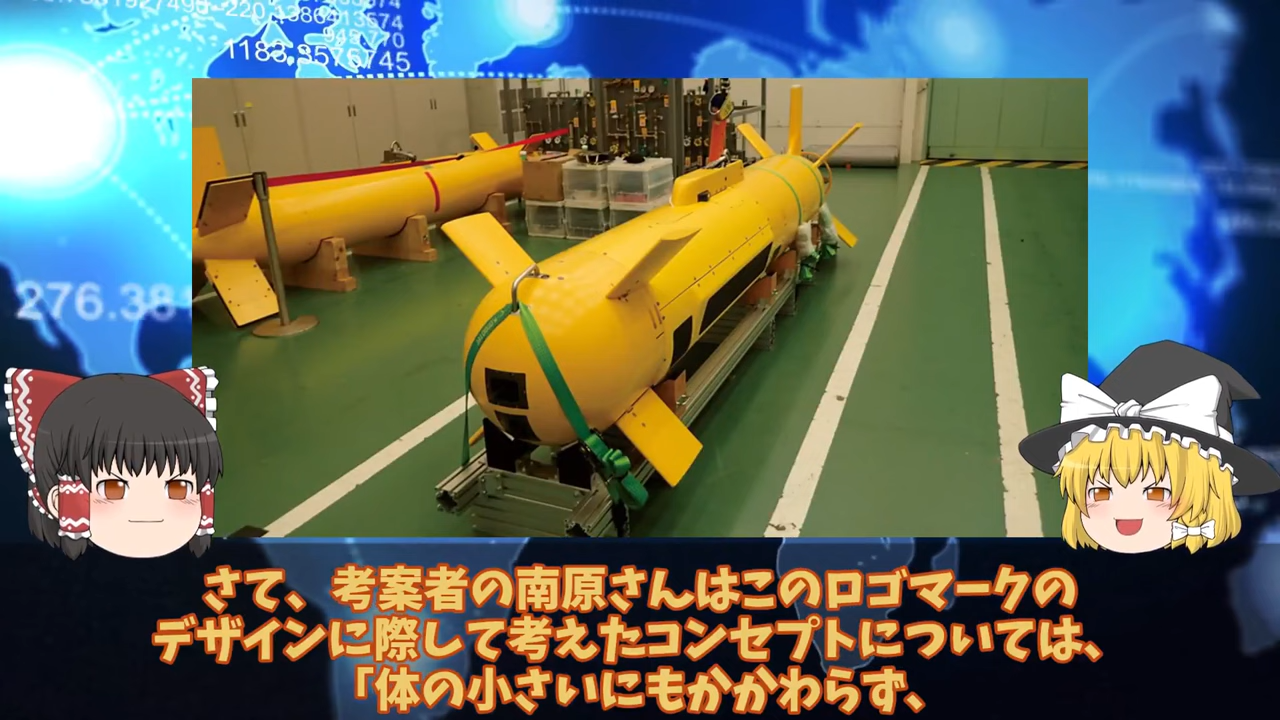 1183.3576745
276.38
さて、考案者の南原さんはこのロゴマークの
デザインに際して考えたコンセプトについては、
「体の小さいにもかかわらず、